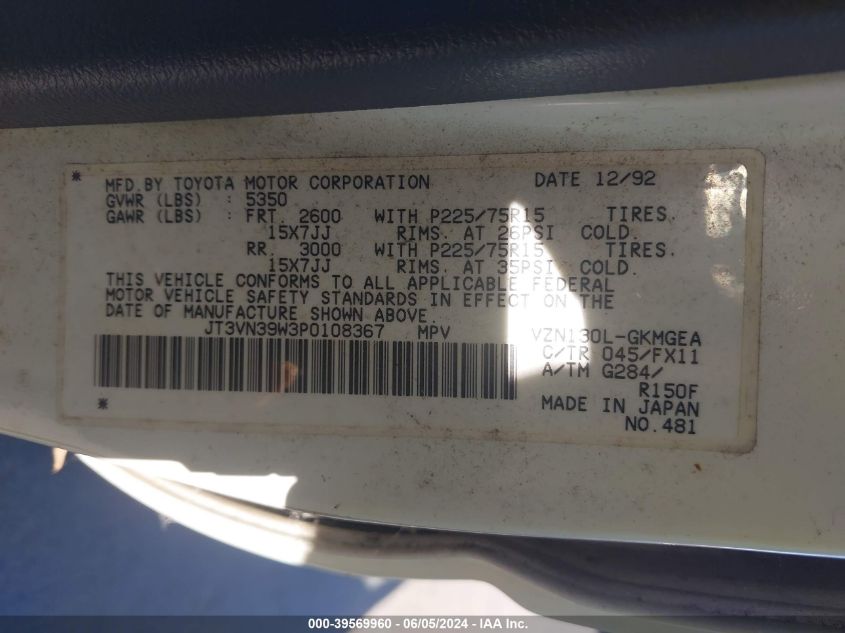 * MFD.BY TOYOTA MOTOR CORPORATION DATE 12/92
GVWR (LBS) : 5350
GAWR (LBS) : FRT. 2600 WITH P225/75R15 TIRES.
15X7JJ RIMS. AT 26PSI COLD.
RR. 3000 WITH P225/75R15 TIRES.
15X7JJ RIMS. AT 35PSI COLD.
THIS VEHICLE CONFORMS TO ALL APPLICABLE FEDERAL
MOTOR VEHICLE SAFETY STANDARDS IN EFFECT ON THE
DATE OF MANUFACTURE SHOWN ABOVE.
JT3VN39W3P0108367 MPV VZN130L-GKMGEA
C/TR 045/FX11
A/TM G284/
R150F
* MADE IN JAPAN
NO.481
000-39569960 - 06/05/2024 - IAA Inc.